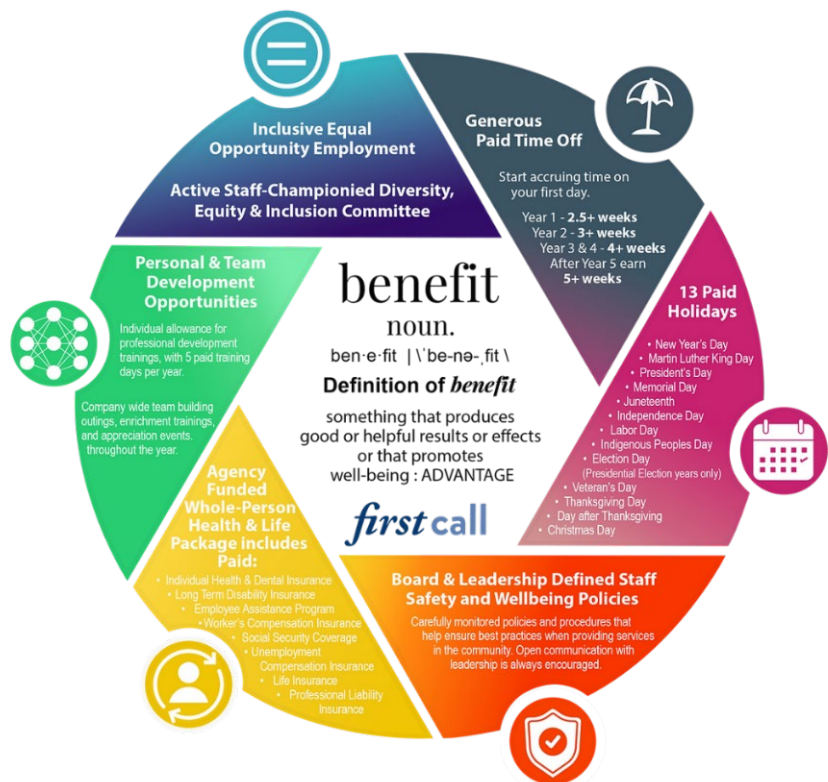 Inclusive Equal
Opportunity Employment
Active Staff-Championied Diversity,
Equity & Inclusion Committee
Generous
Paid Time Off
Start accruing time on
your first day.
Year 1 - 2.5+ weeks
Year 2 - 3+ weeks
Year 3 & 4 - 4+ weeks
After Year 5 earn
5+ weeks
13 Paid
Holidays
• New Year's Day
• Martin Luther King Day
• President's Day
• Memorial Day
• Juneteenth
• Independence Day
• Labor Day
• Indigenous Peoples Day
• Election Day
(Presidential Election years only)
• Veteran's Day
• Thanksgiving Day
• Day after Thanksgiving
• Christmas Day
Board & Leadership Defined Staff
Safety and Wellbeing Policies
Carefully monitored policies and procedures that
help ensure best practices when providing services
in the community. Open communication with
leadership is always encouraged.
Agency
Funded
Whole-Person
Health & Life
Package includes
Paid:
• Individual Health & Dental Insurance
• Long Term Disability Insurance
• Employee Assistance Program
• Worker's Compensation Insurance
• Social Security Coverage
• Unemployment
Compensation Insurance
• Life Insurance
• Professional Liability
Insurance
Personal & Team
Development
Opportunities
Individual allowance for
professional development
trainings, with 5 paid training
days per year.
Company wide team building
outings, enrichment trainings,
and appreciation events.
throughout the year.
benefit
noun.
ben·e·fit | \ˈbe-nə-ˌfit \
Definition of benefit
something that produces
good or helpful results or effects
or that promotes
well-being : ADVANTAGE
first call